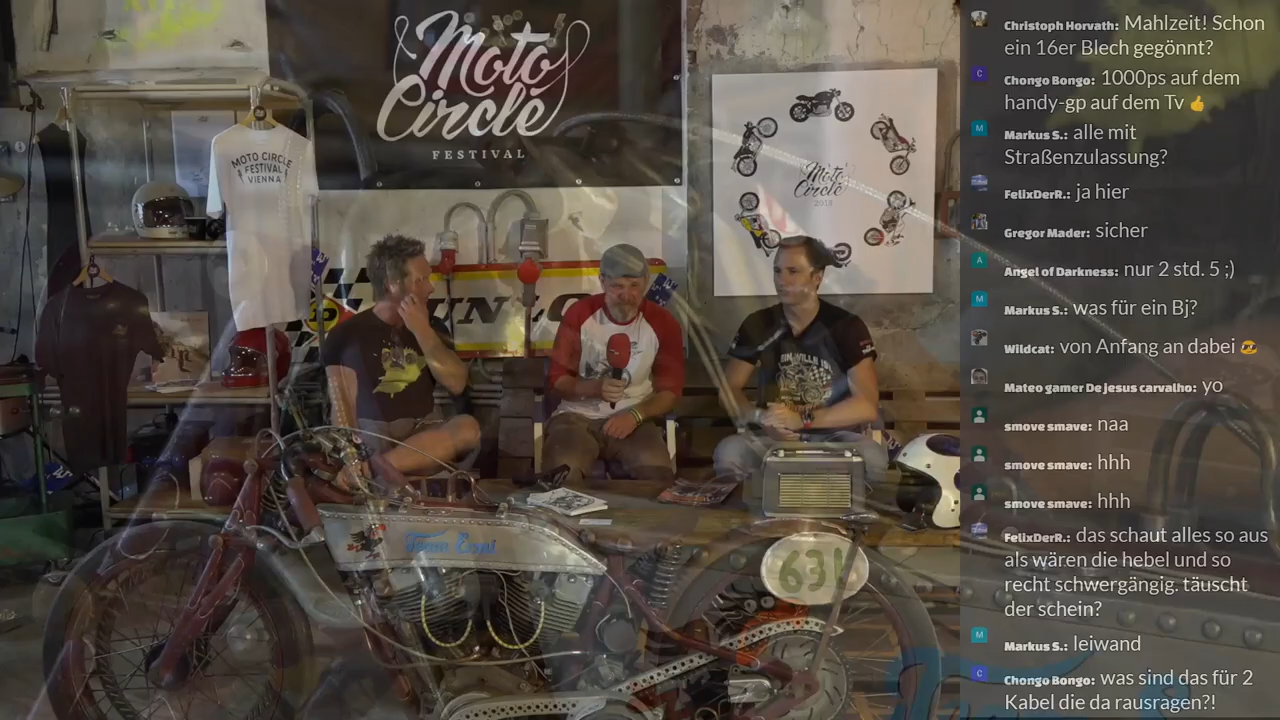 Moto
Circle
FESTIVAL
MOTO CIRCLE
FESTIVAL
VIENNA
Moto
Circle
2018
631
Christoph Horvath: Mahlzeit! Schon
ein 16er Blech gegönnt?
Chongo Bongo: 1000ps auf dem
handy-gp auf dem Tv 👍
Markus S.: alle mit
Straßenzulassung?
FelixDerR.: ja hier
Gregor Mader: sicher
Angel of Darkness: nur 2 std. 5 ;)
Markus S.: was für ein Bj?
Wildcat: von Anfang an dabei
Mateo gamer De jesus carvalho: yo
smove smave: naa
smove smave: hhh
smove smave: hhh
FelixDerR.: das schaut alles so aus
als wären die hebel und so
recht schwergängig. täuscht
der schein?
Markus S.: leiwand
Chongo Bongo: was sind das für 2
Kabel die da rausragen?!